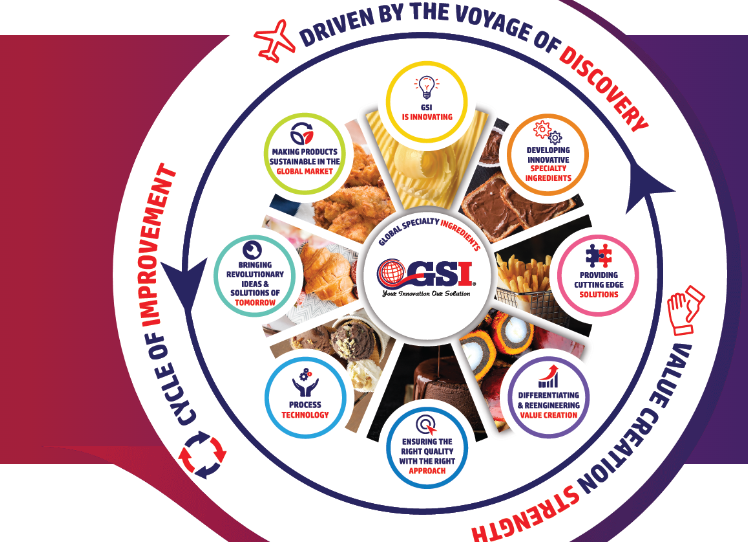 DRIVEN BY THE VOYAGE OF DISCOVERY
GSI
IS INNOVATING
DEVELOPING
INNOVATIVE
SPECIALTY
INGREDIENTS
PROVIDING
CUTTING EDGE
SOLUTIONS
DIFFERENTIATING
& REENGINEERING
VALUE CREATION
ENSURING THE
RIGHT QUALITY
WITH THE RIGHT
APPROACH
PROCESS
TECHNOLOGY
BRINGING
REVOLUTIONARY
IDEAS &
SOLUTIONS OF
TOMORROW
MAKING PRODUCTS
SUSTAINABLE IN THE
GLOBAL MARKET
GLOBAL SPECIALTY INGREDIENTS
GSI®
Your Innovation Our Solution
VALUE CREATION STRENGTH
CYCLE OF IMPROVEMENT